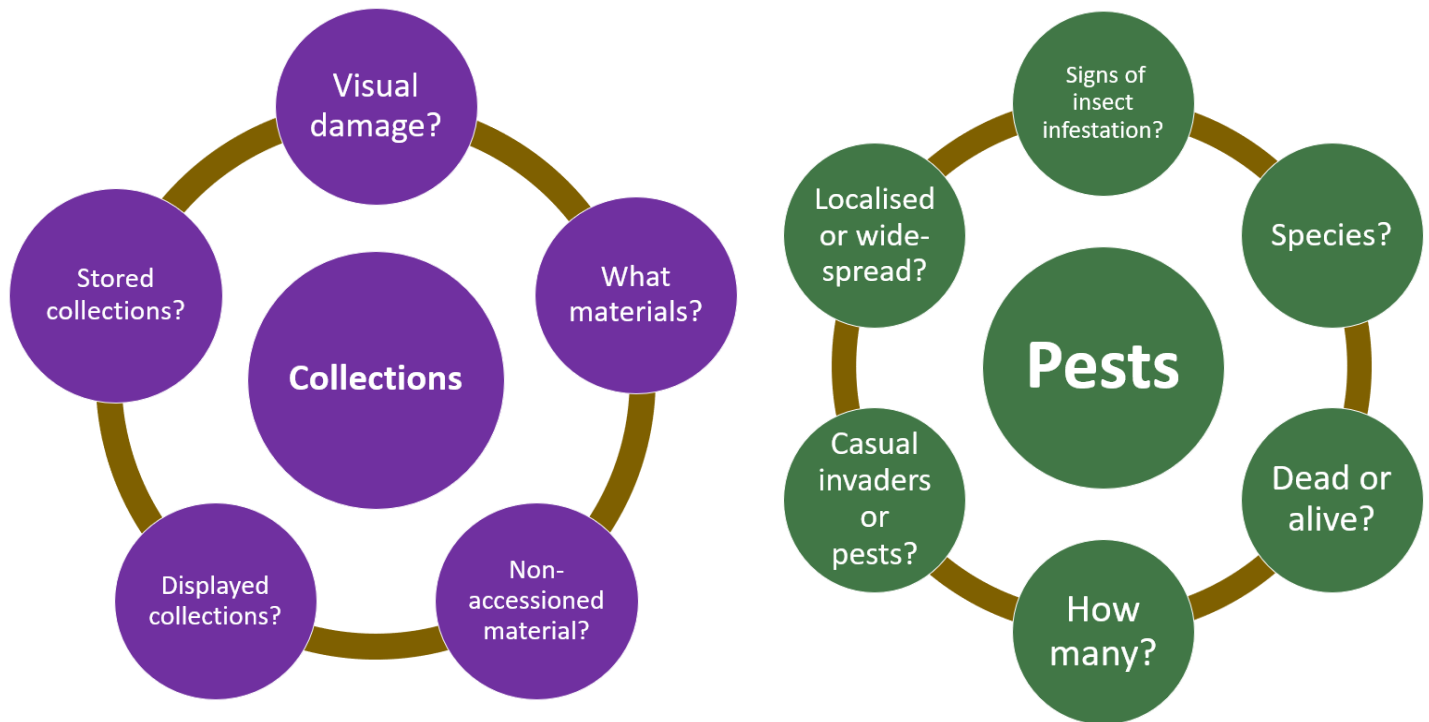 Visual
damage?
What
materials?
Non-
accessioned
material?
Displayed
collections?
Stored
collections?
Collections
Signs of
insect
infestation?
Species?
Dead or
alive?
How
many?
Casual
invaders
or
pests?
Localised
or wide-
spread?
Pests